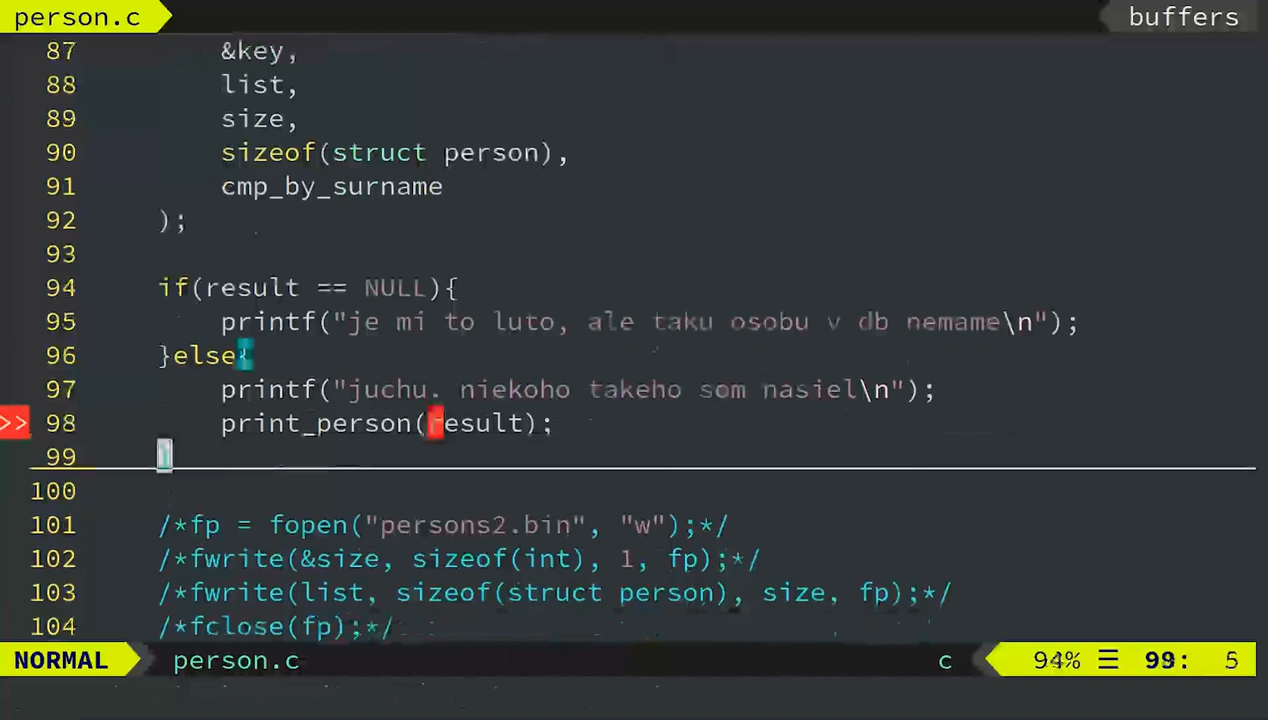 person.c
buffers
87 &key,
88 list,
89 size,
90 sizeof(struct person),
91 cmp_by_surname
92 );
93
94 if(result == NULL){
95 printf("je mi to luto, ale taku osobu v db nemame\n");
96 }else{
97 printf("juchu. niekoho takeho som nasiel\n");
>> 98 print_person(result);
99 }
100
101 /*fp = fopen("persons2.bin", "w");*/
102 /*fwrite(&size, sizeof(int), 1, fp);*/
103 /*fwrite(list, sizeof(struct person), size, fp);*/
104 /*fclose(fp);*/
NORMAL person.c c 94% ☰ 99: 5